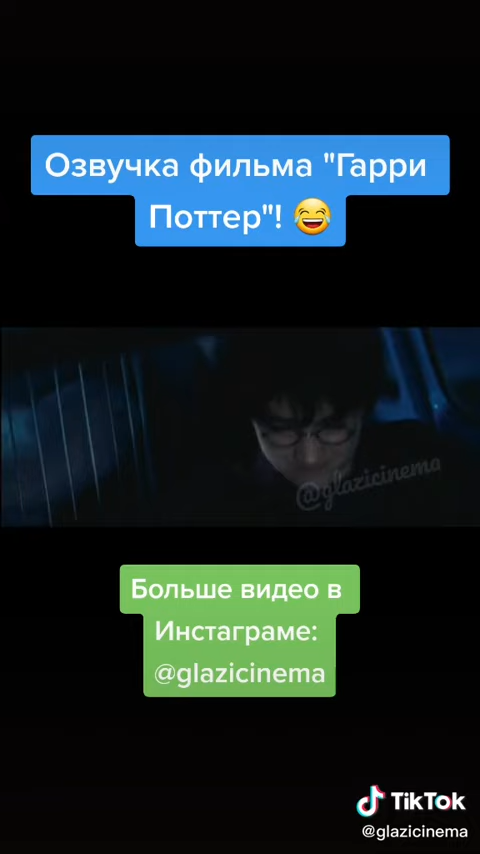 Озвучка фильма "Гарри
Поттер"! 😂
@glazicinema
Больше видео в
Инстаграме:
@glazicinema
TikTok
@glazicinema